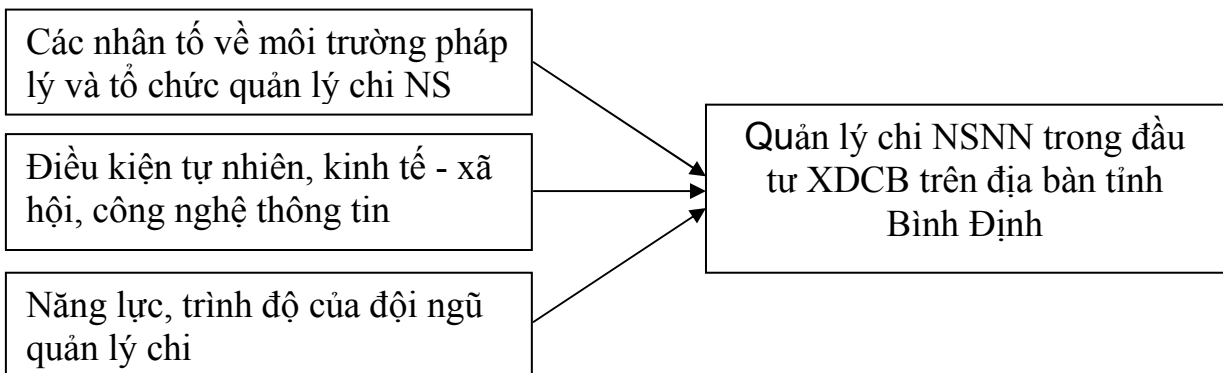 Các nhân tố về môi trường pháp
lý và tổ chức quản lý chi NS
Điều kiện tự nhiên, kinh tế - xã
hội, công nghệ thông tin
Năng lực, trình độ của đội ngũ
quản lý chi
Quản lý chi NSNN trong đầu
tư XDCB trên địa bàn tỉnh
Bình Định